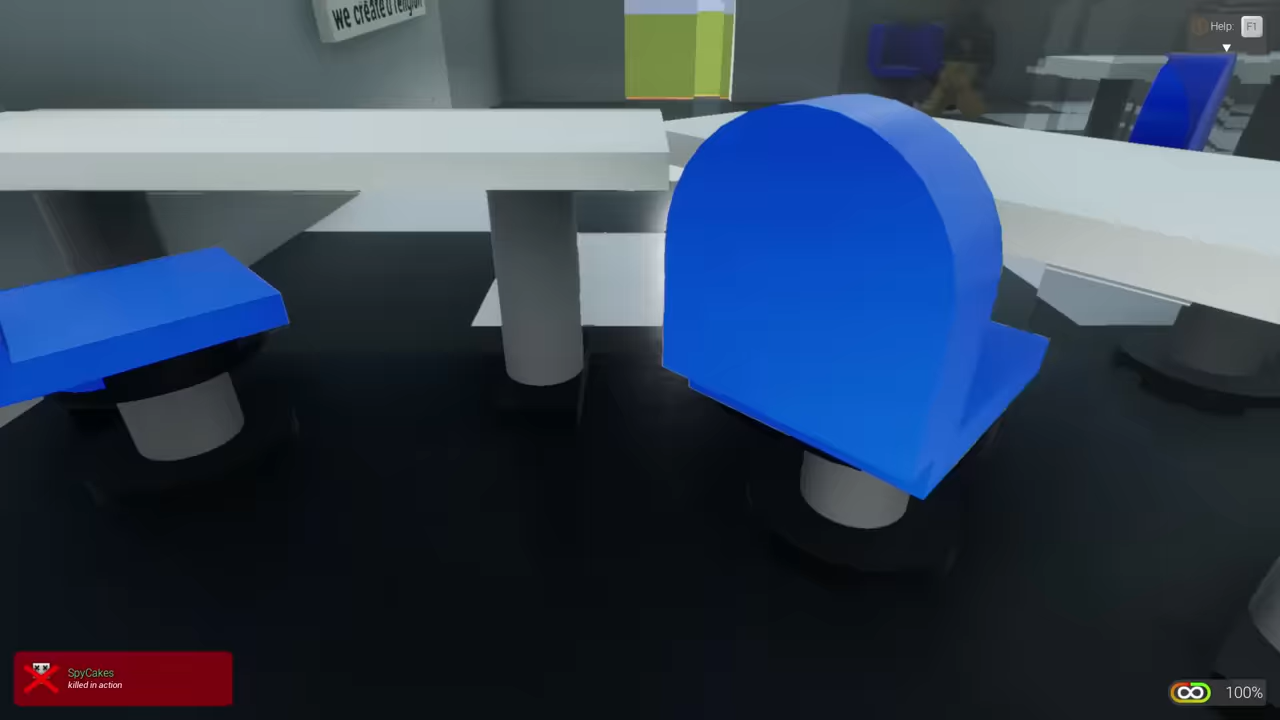 we create a religion
Help: F1
SpyCakes
killed in action
100%